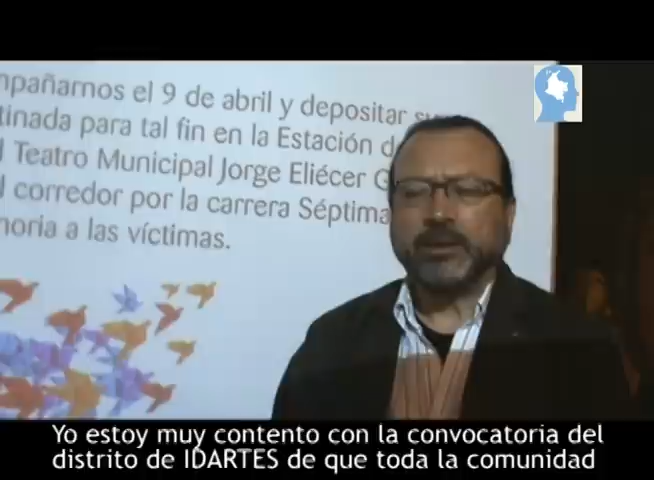 mpañarnos el 9 de abril y depositar su
tinada para tal fin en la Estación d
l Teatro Municipal Jorge Eliécer G
l corredor por la carrera Séptima
noria a las víctimas.
Yo estoy muy contento con la convocatoria del
distrito de IDARTES de que toda la comunidad